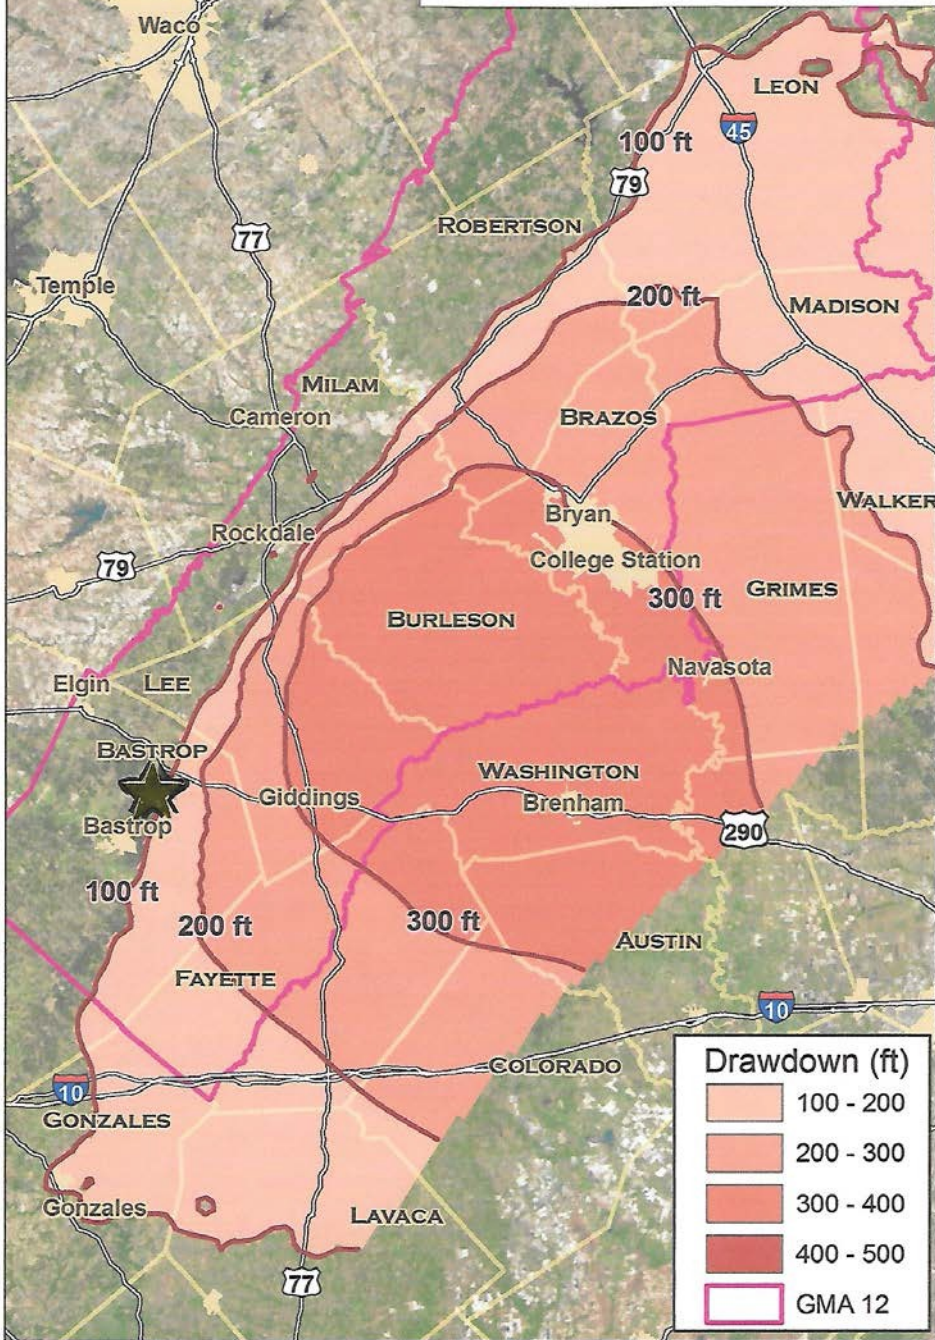 Waco
LEON
45
100 ft
79
ROBERTSON
77
Temple
200 ft
MADISON
MILAM
Cameron
BRAZOS
WALKER
Bryan
Rockdale
College Station
79
GRIMES
300 ft
BURLESON
Navasota
Elgin
LEE
BASTROP
WASHINGTON
Giddings
Brenham
Bastrop
290
100 ft
200 ft
300 ft
AUSTIN
FAYETTE
10
COLORADO
10
GONZALES
Gonzales
LAVACA
77
Drawdown (ft)
100 - 200
200 - 300
300 - 400
400 - 500
GMA 12